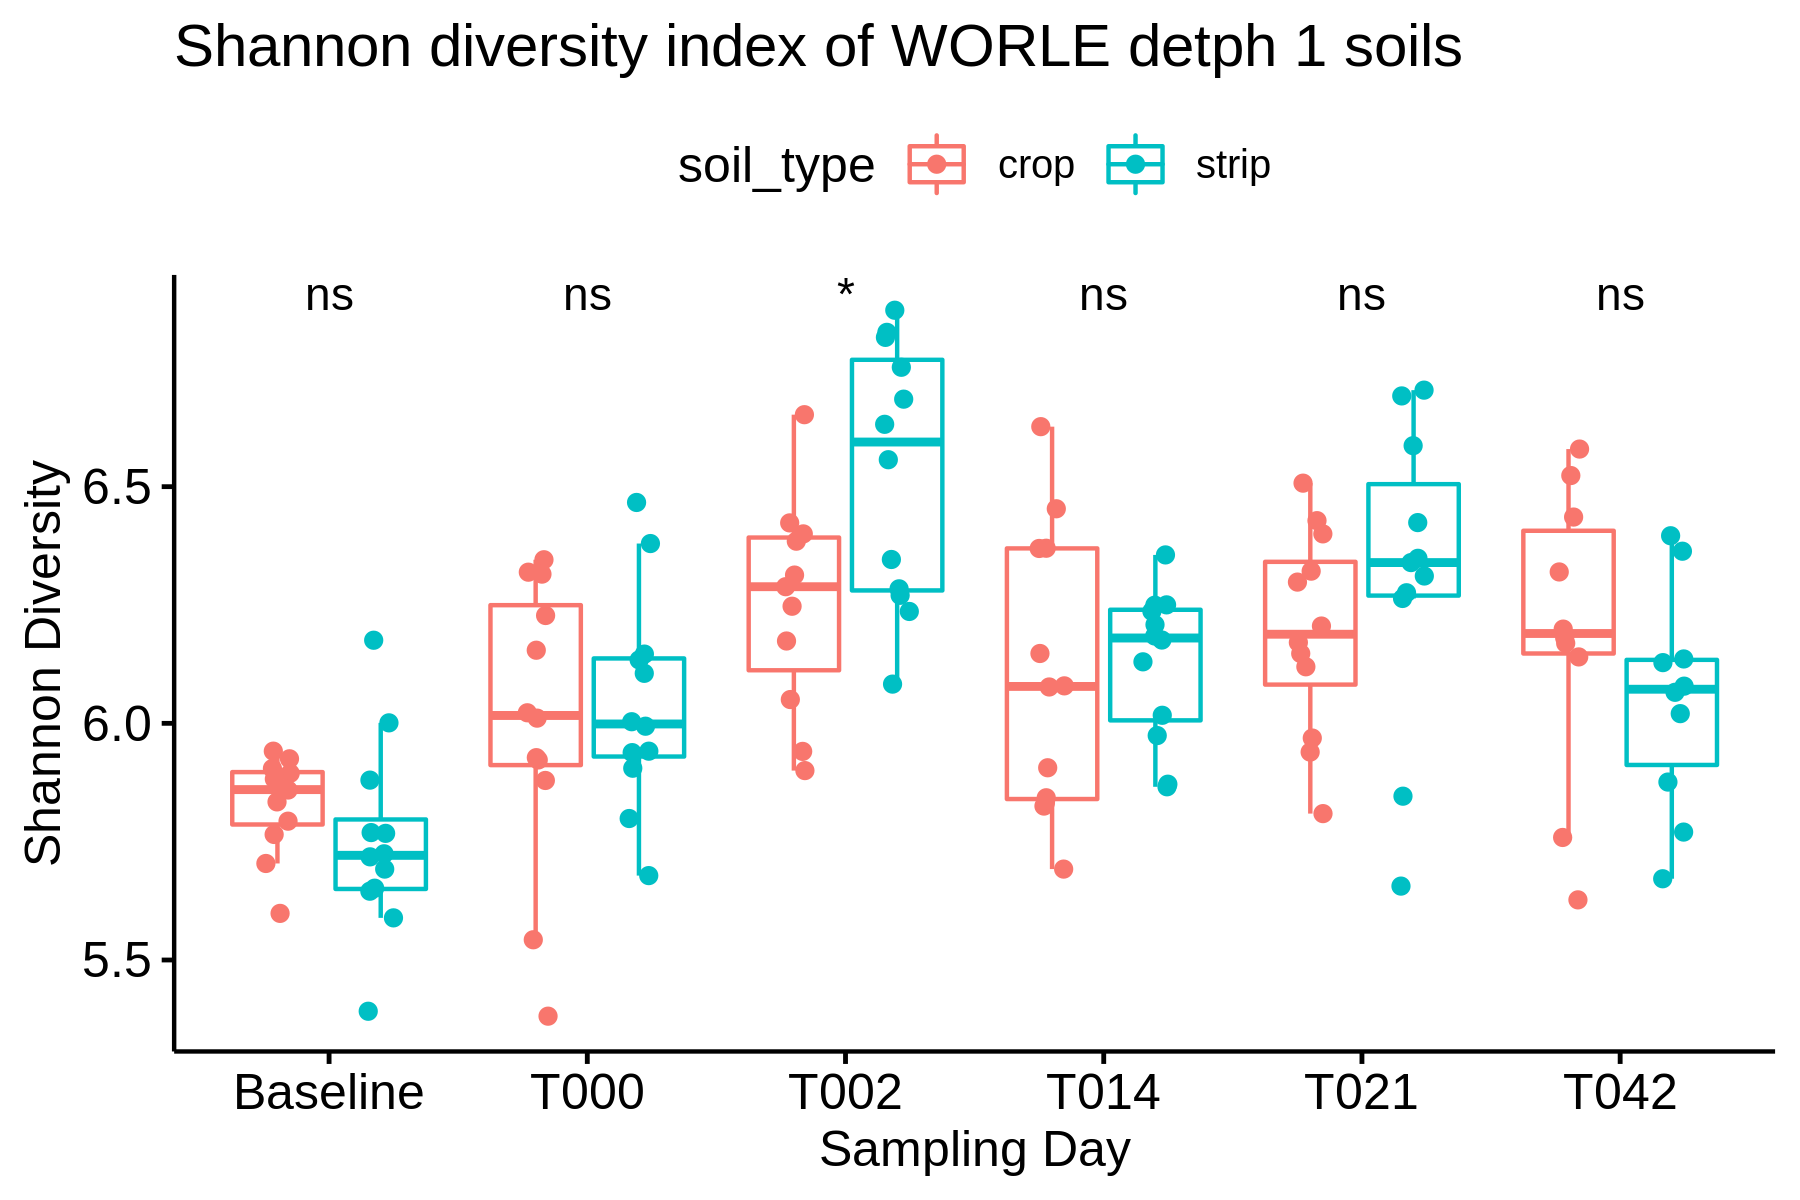 Shannon diversity index of WORLE detph 1 soils
soil_type crop strip
ns ns * ns ns ns
Shannon Diversity
6.5
6.0
5.5
Baseline T000 T002 T014 T021 T042
Sampling Day